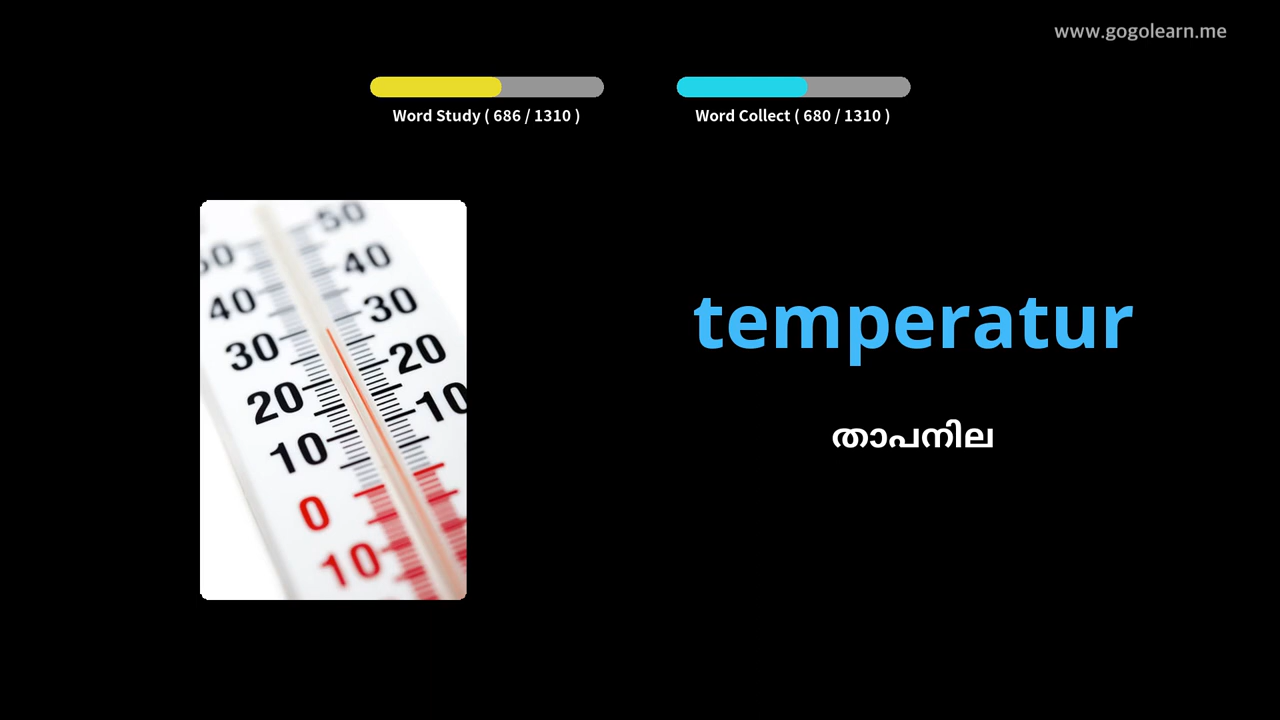 www.gogolearn.me
Word Study ( 686 / 1310 )
Word Collect ( 680 / 1310 )
50
50
40
40
30
30
20
20
10
10
0
10
temperatur
താപനില